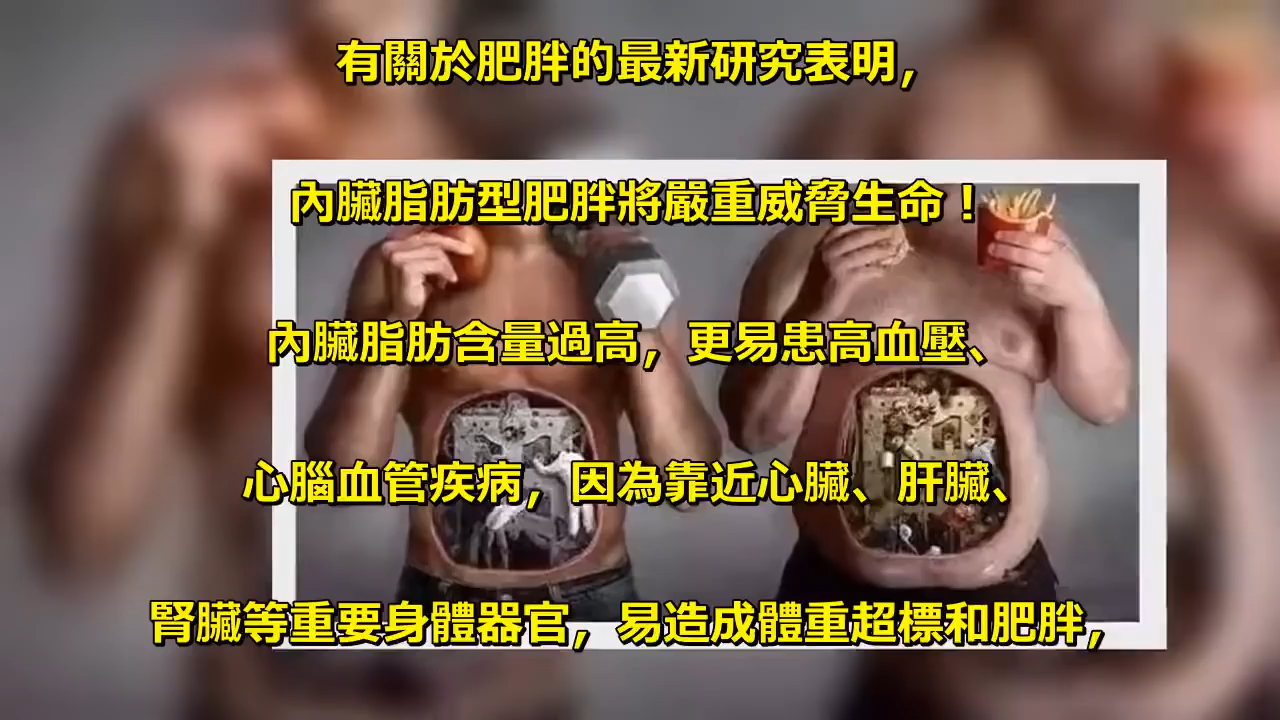 有關於肥胖的最新研究表明，
內臟脂肪型肥胖將嚴重威脅生命！
內臟脂肪含量過高，更易患高血壓、
心腦血管疾病，因為靠近心臟、肝臟、
腎臟等重要身體器官，易造成體重超標和肥胖，